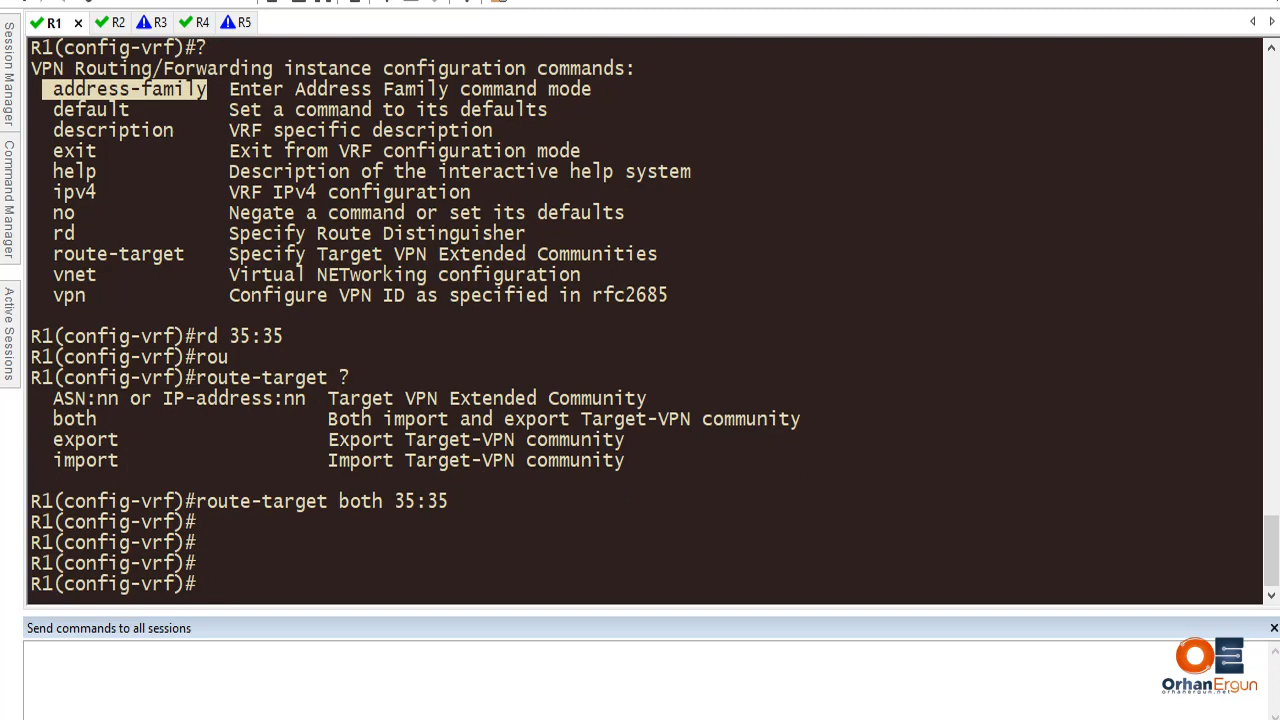 R1 × R2 R3 R4 R5
Session Manager
Command Manager
Active Sessions
R1(config-vrf)#?
VPN Routing/Forwarding instance configuration commands:
address-family Enter Address Family command mode
default Set a command to its defaults
description VRF specific description
exit Exit from VRF configuration mode
help Description of the interactive help system
ipv4 VRF IPv4 configuration
no Negate a command or set its defaults
rd Specify Route Distinguisher
route-target Specify Target VPN Extended Communities
vnet Virtual NETworking configuration
vpn Configure VPN ID as specified in rfc2685
R1(config-vrf)#rd 35:35
R1(config-vrf)#rou
R1(config-vrf)#route-target ?
ASN:nn or IP-address:nn Target VPN Extended Community
both Both import and export Target-VPN community
export Export Target-VPN community
import Import Target-VPN community
R1(config-vrf)#route-target both 35:35
R1(config-vrf)#
R1(config-vrf)#
R1(config-vrf)#
R1(config-vrf)#
Send commands to all sessions ×
OrhanErgun
orhanergun.net